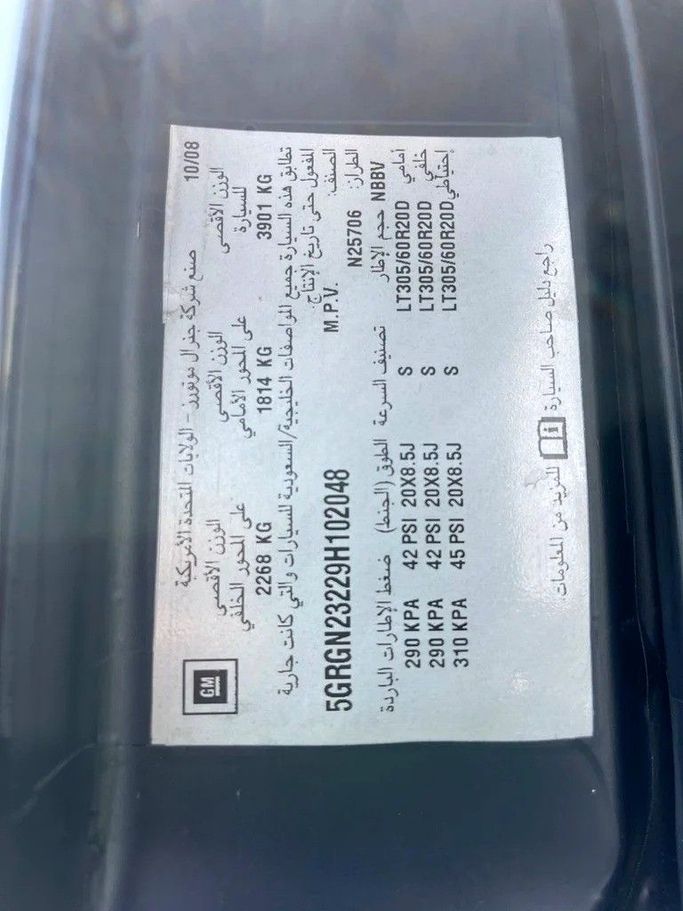 GM
صنع شركة جنرال موتورز - الولايات المتحدة الأمريكية 10/08
الوزن الأقصى للسيارة
3901 KG
الوزن الأقصى على المحور الأمامي
1814 KG
الوزن الأقصى على المحور الخلفي
2268 KG
تطابق هذه السيارة جميع المواصفات الخليجية/السعودية للسيارات والتي كانت جارية
المفعول حتى تاريخ الإنتاج.
الصنف: M.P.V.
5GRGN23229H102048
الطراز: N25706 NBBV
حجم الإطار تصنيف السرعة الطوق (الجنط) ضغط الإطارات الباردة
أمامي LT305/60R20D S 20X8.5J 42 PSI 290 KPA
خلفي LT305/60R20D S 20X8.5J 42 PSI 290 KPA
إحتياطي LT305/60R20D S 20X8.5J 45 PSI 310 KPA
راجع دليل صاحب السيارة i للمزيد من المعلومات